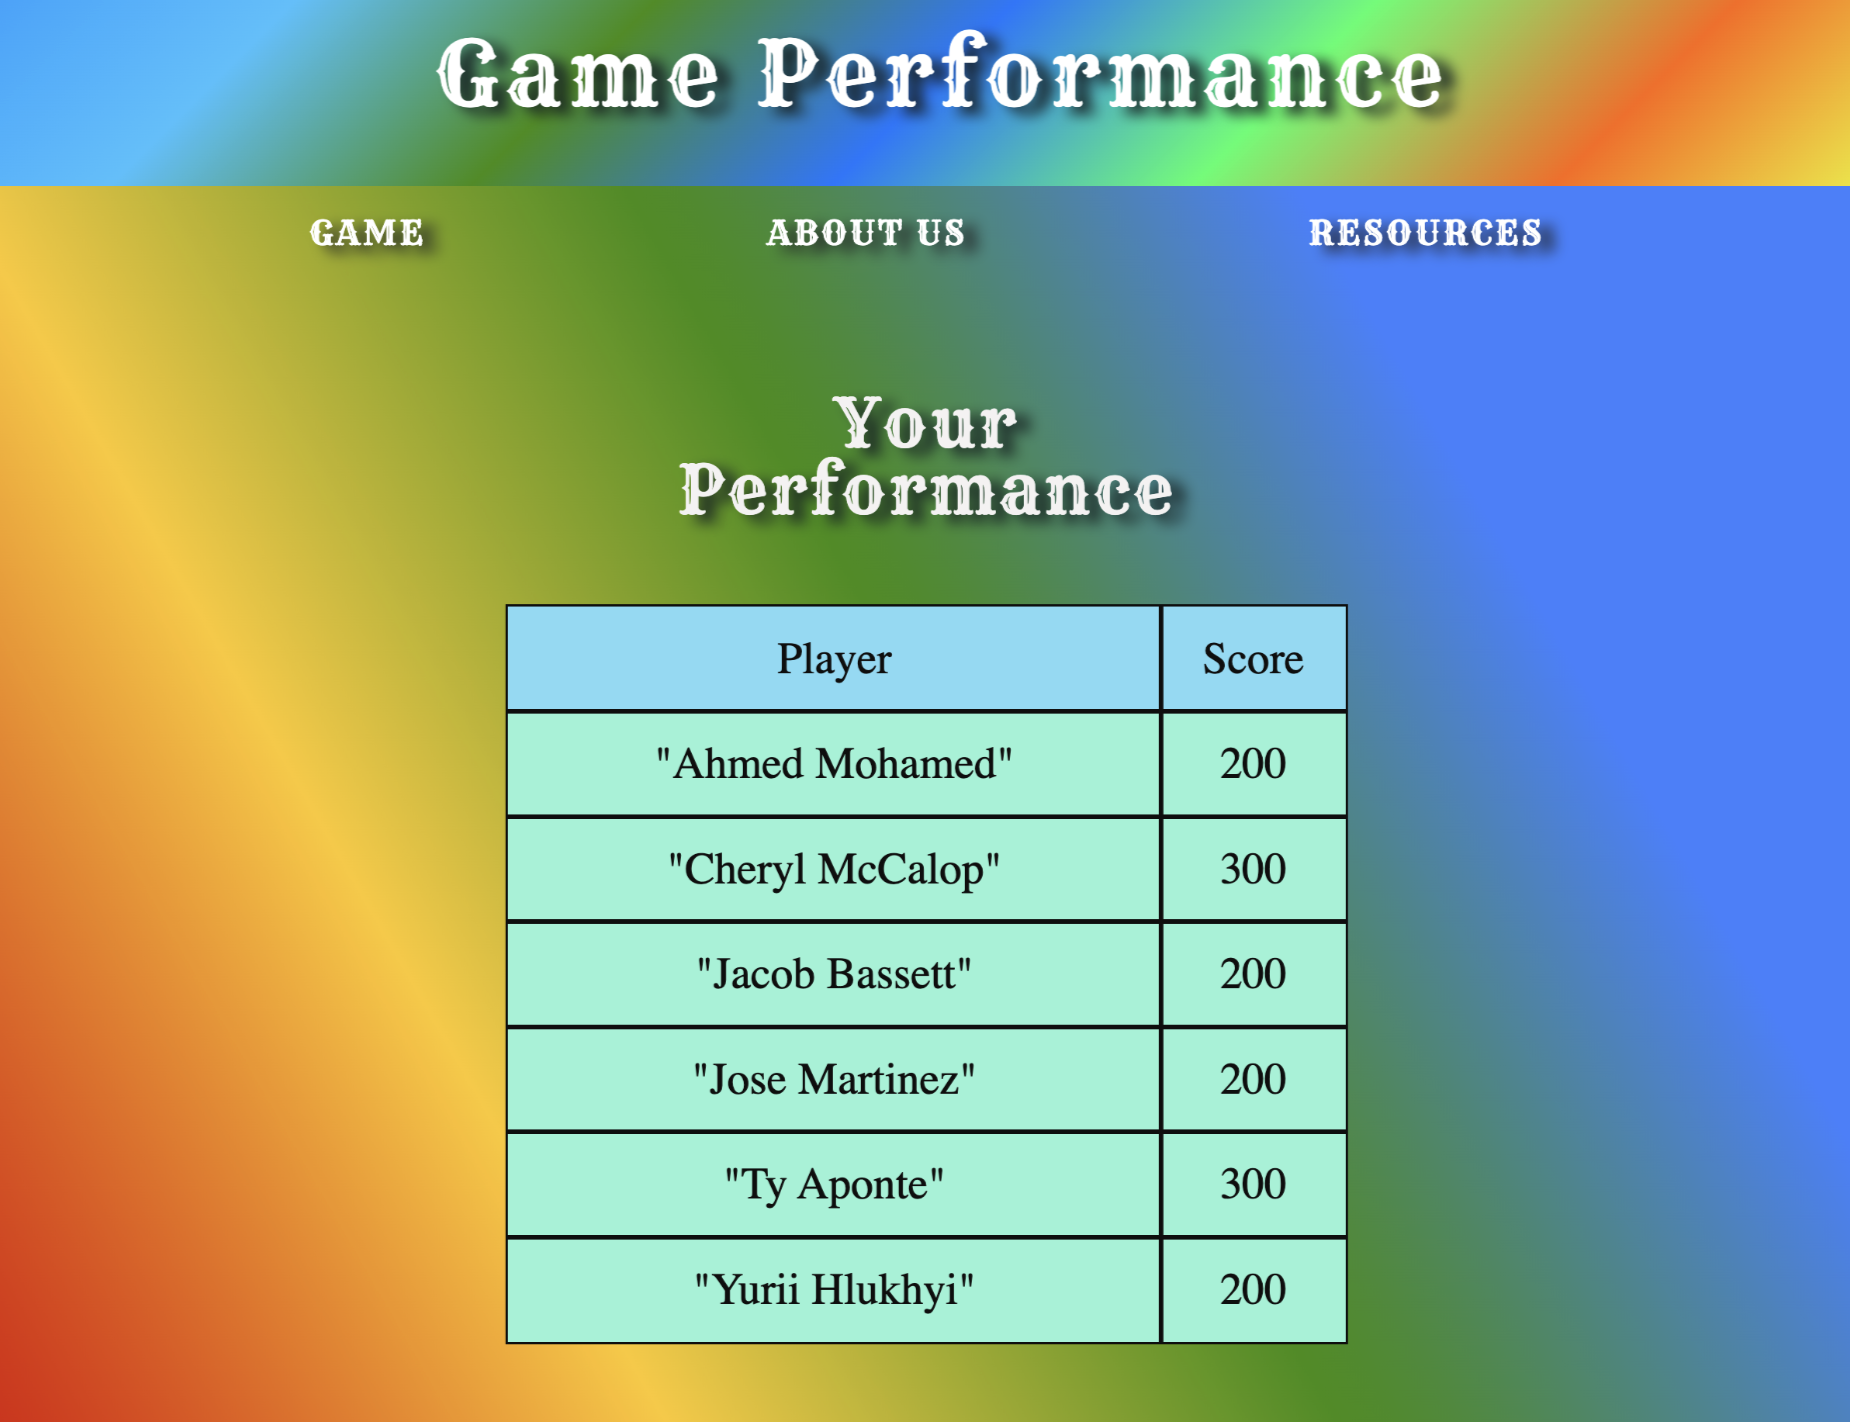 Game Performance
GAME ABOUT US RESOURCES
Your
Performance
Player Score
"Ahmed Mohamed" 200
"Cheryl McCalop" 300
"Jacob Bassett" 200
"Jose Martinez" 200
"Ty Aponte" 300
"Yurii Hlukhyi" 200